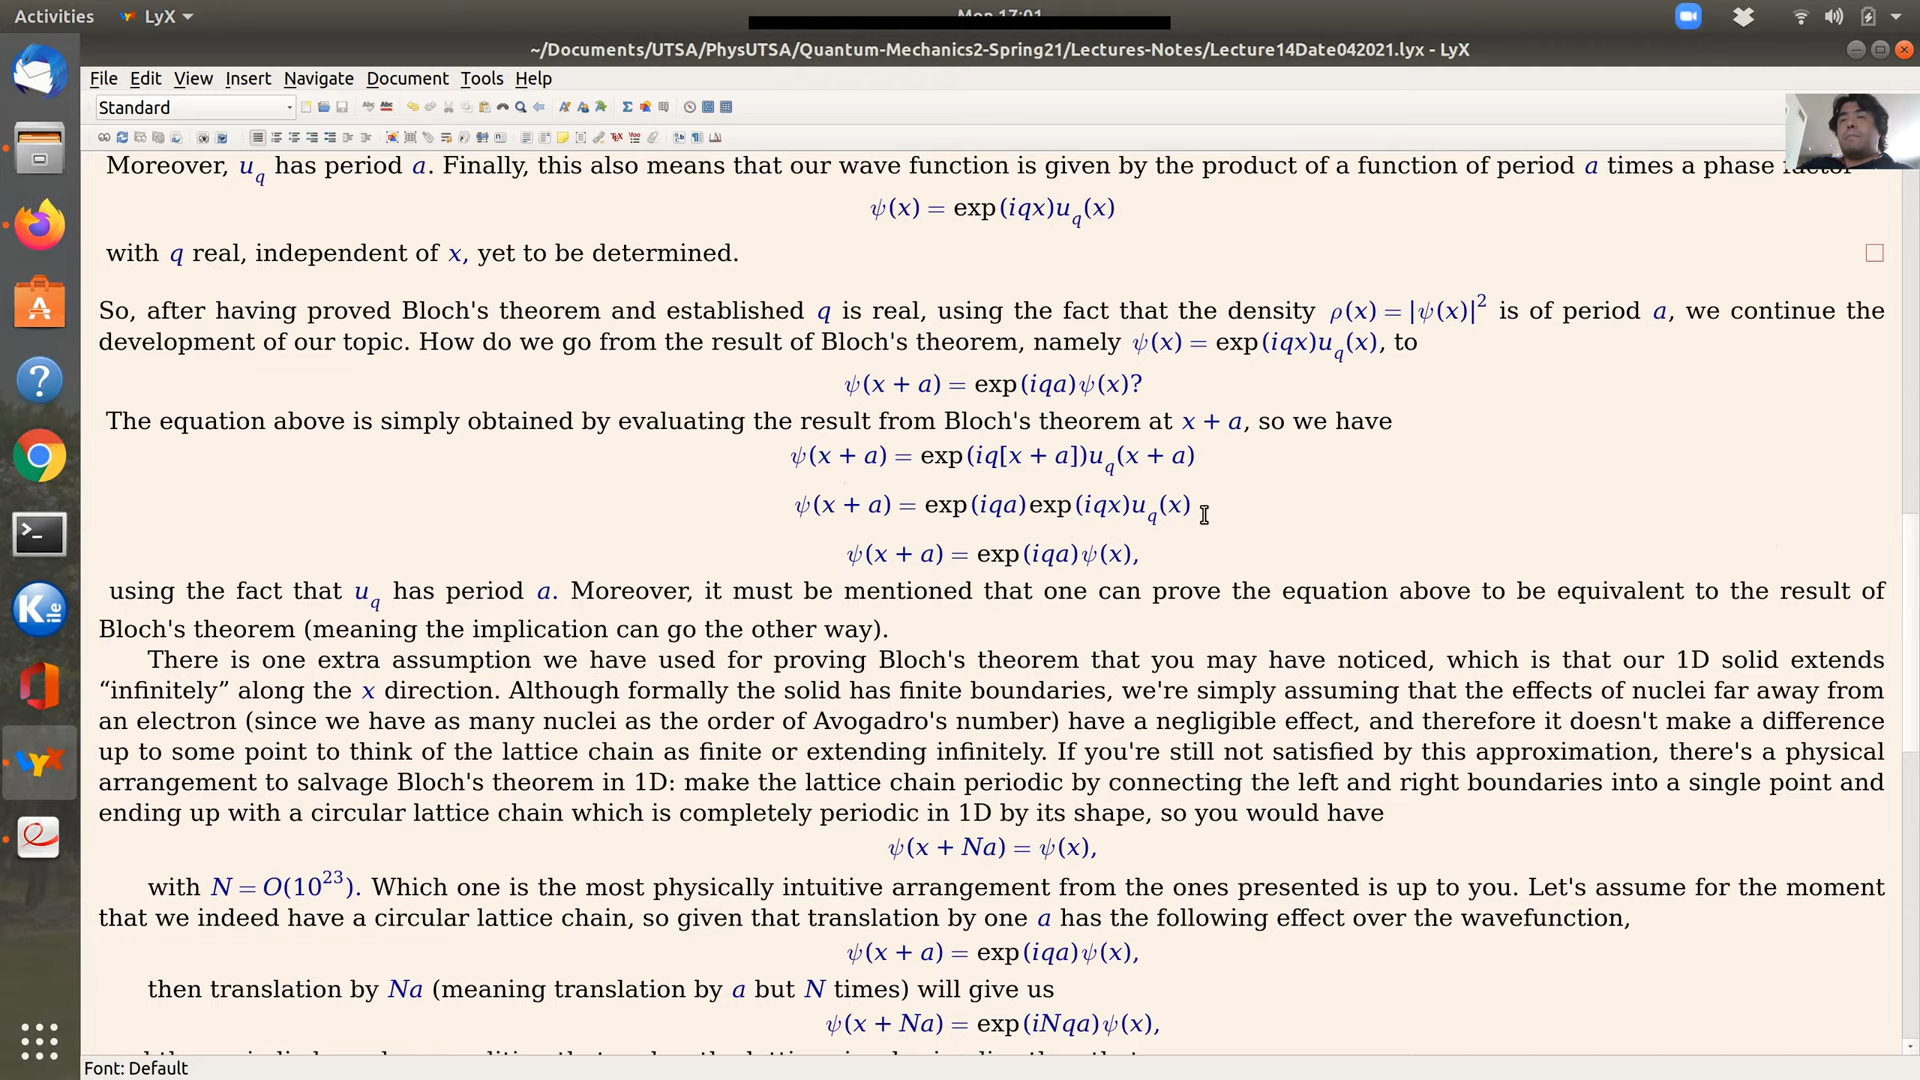 Activities LyX Mon 17:01
~/Documents/UTSA/PhysUTSA/Quantum-Mechanics2-Spring21/Lectures-Notes/Lecture14Date042021.lyx - LyX
File Edit View Insert Navigate Document Tools Help
Standard
Moreover, u_q has period a. Finally, this also means that our wave function is given by the product of a function of period a times a phase factor
ψ(x) = exp(iqx)u_q(x)
with q real, independent of x, yet to be determined.
So, after having proved Bloch's theorem and established q is real, using the fact that the density ρ(x) = |ψ(x)|² is of period a, we continue the
development of our topic. How do we go from the result of Bloch's theorem, namely ψ(x) = exp(iqx)u_q(x), to
ψ(x + a) = exp(iqa)ψ(x)?
The equation above is simply obtained by evaluating the result from Bloch's theorem at x + a, so we have
ψ(x + a) = exp(iq[x + a])u_q(x + a)
ψ(x + a) = exp(iqa)exp(iqx)u_q(x)
ψ(x + a) = exp(iqa)ψ(x),
using the fact that u_q has period a. Moreover, it must be mentioned that one can prove the equation above to be equivalent to the result of
Bloch's theorem (meaning the implication can go the other way).
There is one extra assumption we have used for proving Bloch's theorem that you may have noticed, which is that our 1D solid extends
“infinitely” along the x direction. Although formally the solid has finite boundaries, we're simply assuming that the effects of nuclei far away from
an electron (since we have as many nuclei as the order of Avogadro's number) have a negligible effect, and therefore it doesn't make a difference
up to some point to think of the lattice chain as finite or extending infinitely. If you're still not satisfied by this approximation, there's a physical
arrangement to salvage Bloch's theorem in 1D: make the lattice chain periodic by connecting the left and right boundaries into a single point and
ending up with a circular lattice chain which is completely periodic in 1D by its shape, so you would have
ψ(x + Na) = ψ(x),
with N = O(10²³). Which one is the most physically intuitive arrangement from the ones presented is up to you. Let's assume for the moment
that we indeed have a circular lattice chain, so given that translation by one a has the following effect over the wavefunction,
ψ(x + a) = exp(iqa)ψ(x),
then translation by Na (meaning translation by a but N times) will give us
ψ(x + Na) = exp(iNqa)ψ(x),
Font: Default